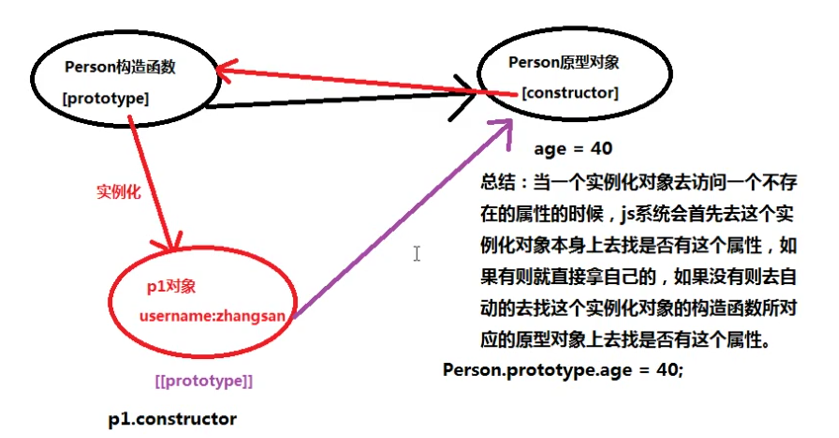 Person构造函数
[prototype]
Person原型对象
[constructor]
age = 40
实例化
总结：当一个实例化对象去访问一个不存
在的属性的时候，js系统会首先去这个实
例化对象本身上去找是否有这个属性，如
果有则就直接拿自己的，如果没有则去自
动的去找这个实例化对象的构造函数所对
应的原型对象上去找是否有这个属性。
Person.prototype.age = 40;
p1对象
username:zhangsan
[[prototype]]
p1.constructor